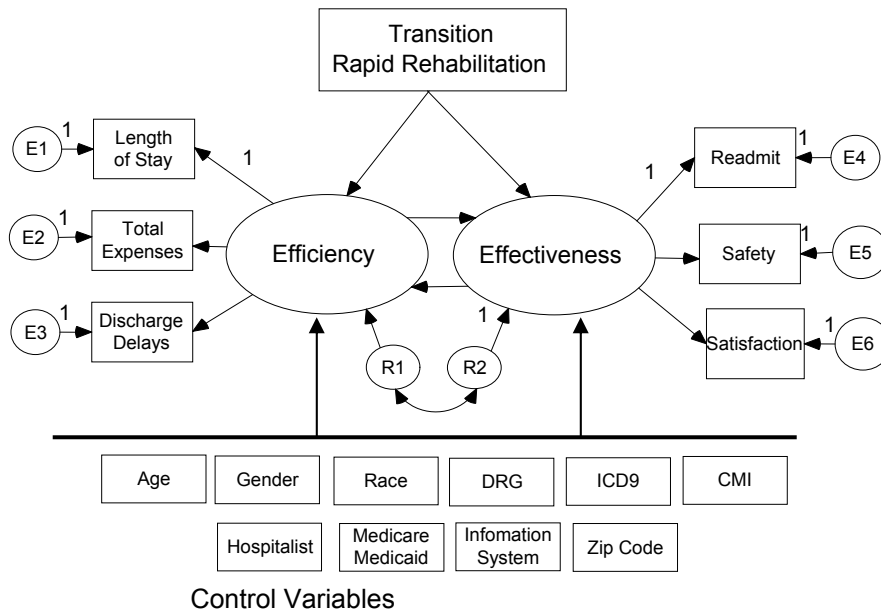 Transition
Rapid Rehabilitation
E1
1
Length
of Stay
1
1
Readmit
1
E4
E2
1
Total
Expenses
Efficiency
Effectiveness
Safety
1
E5
E3
1
Discharge
Delays
R1
R2
1
Satisfaction
1
E6
Age
Gender
Race
DRG
ICD9
CMI
Hospitalist
Medicare
Medicaid
Infomation
System
Zip Code
Control Variables